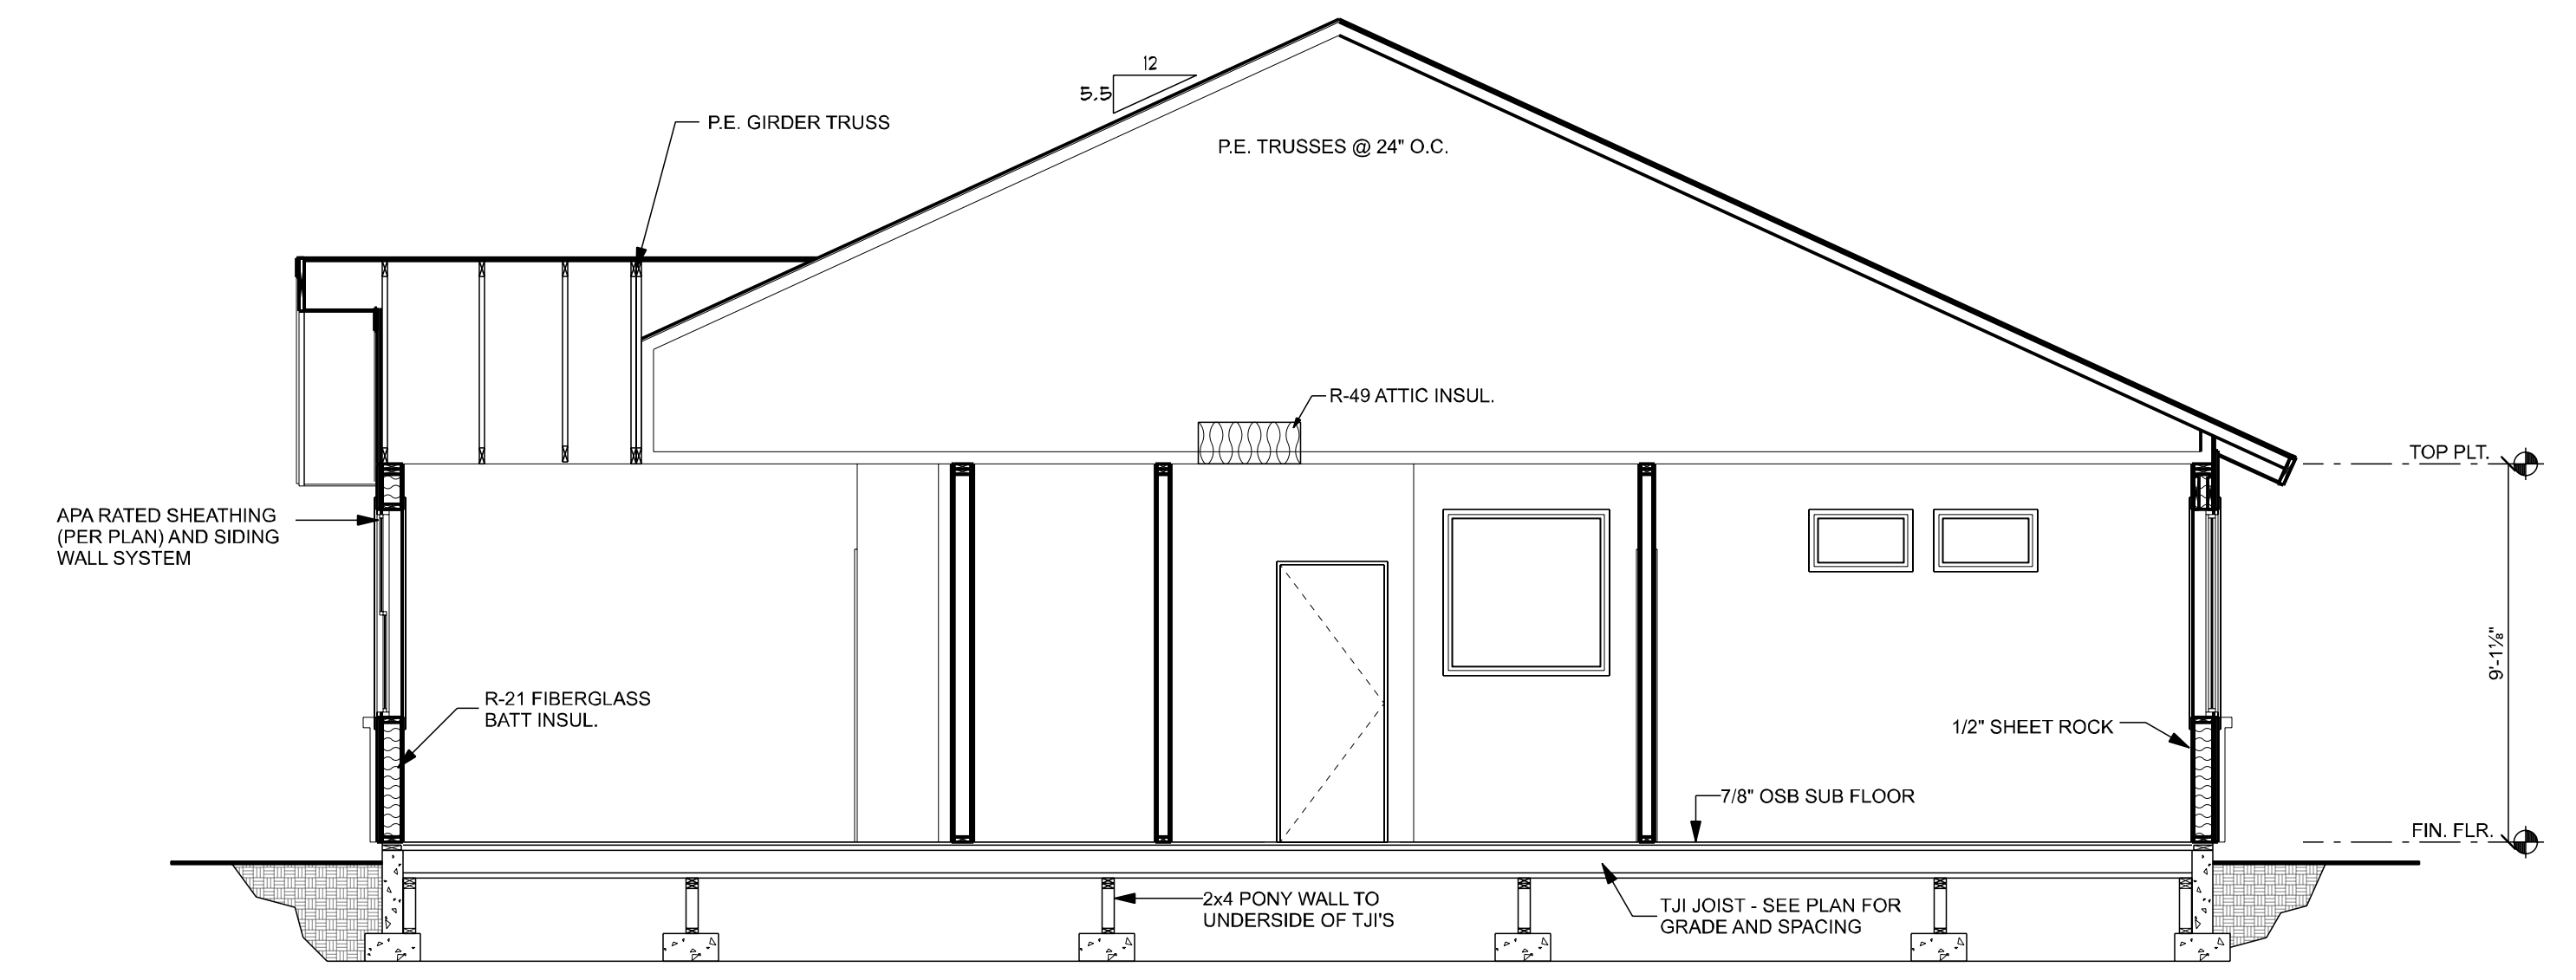 12
5.5
P.E. GIRDER TRUSS
P.E. TRUSSES @ 24" O.C.
R-49 ATTIC INSUL.
TOP PLT.
APA RATED SHEATHING
(PER PLAN) AND SIDING
WALL SYSTEM
9'-1⅛"
R-21 FIBERGLASS
BATT INSUL.
1/2" SHEET ROCK
7/8" OSB SUB FLOOR
FIN. FLR.
2x4 PONY WALL TO
UNDERSIDE OF TJI'S
TJI JOIST - SEE PLAN FOR
GRADE AND SPACING